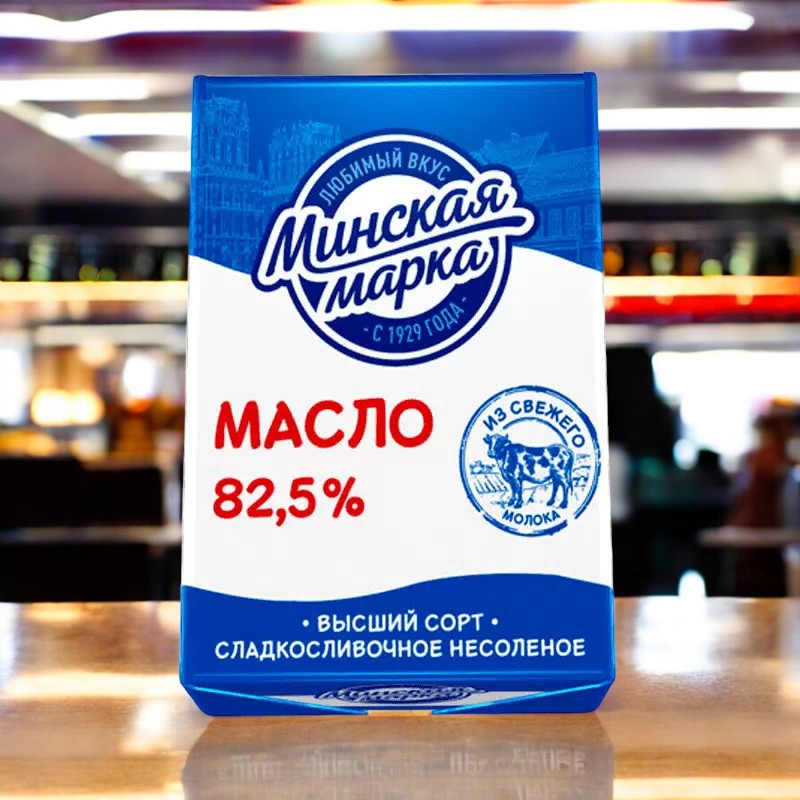 ЛЮБИМЫЙ ВКУС
Минская
марка
- С 1929 ГОДА -
МАСЛО
82,5%
ИЗ СВЕЖЕГО
МОЛОКА
• ВЫСШИЙ СОРТ •
СЛАДКОСЛИВОЧНОЕ НЕСОЛЕНОЕ